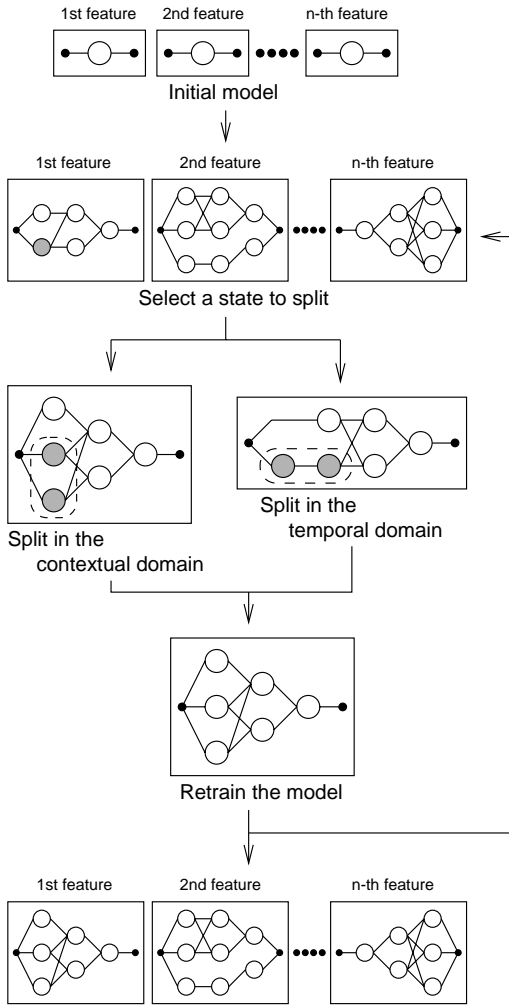 1st feature 2nd feature n-th feature
Initial model
1st feature 2nd feature n-th feature
Select a state to split
Split in the
contextual domain
Split in the
temporal domain
Retrain the model
1st feature 2nd feature n-th feature